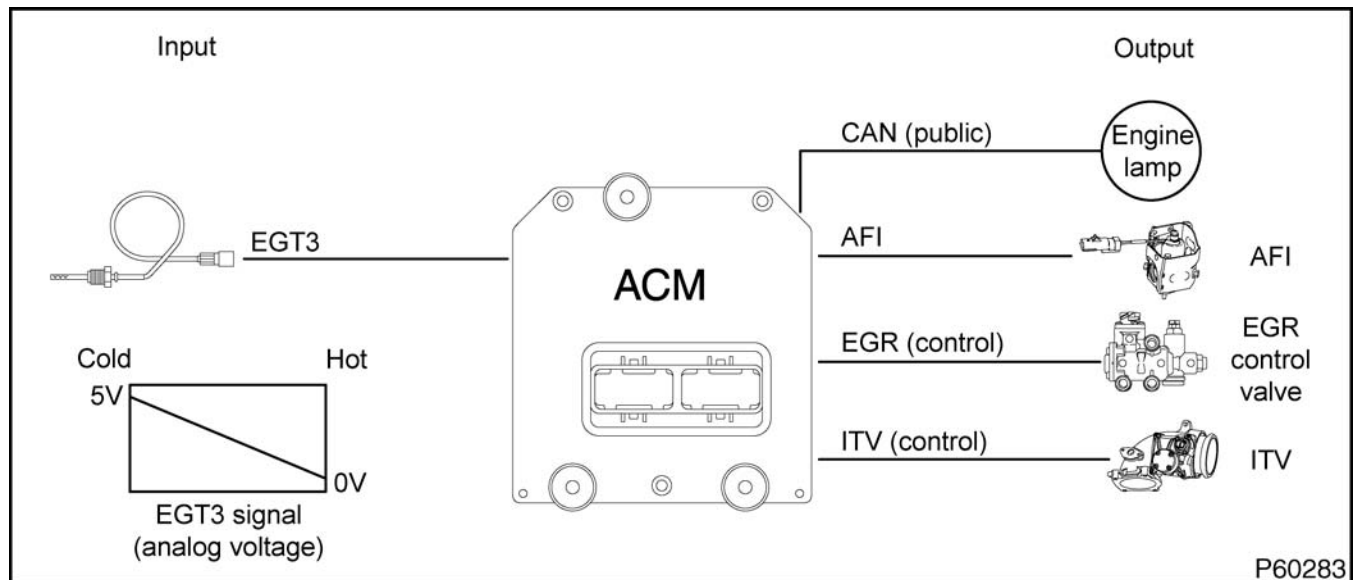 Input
Output
CAN (public)
Engine
lamp
EGT3
AFI
AFI
ACM
EGR (control)
EGR
control
valve
Cold
Hot
5V
0V
ITV (control)
ITV
EGT3 signal
(analog voltage)
P60283